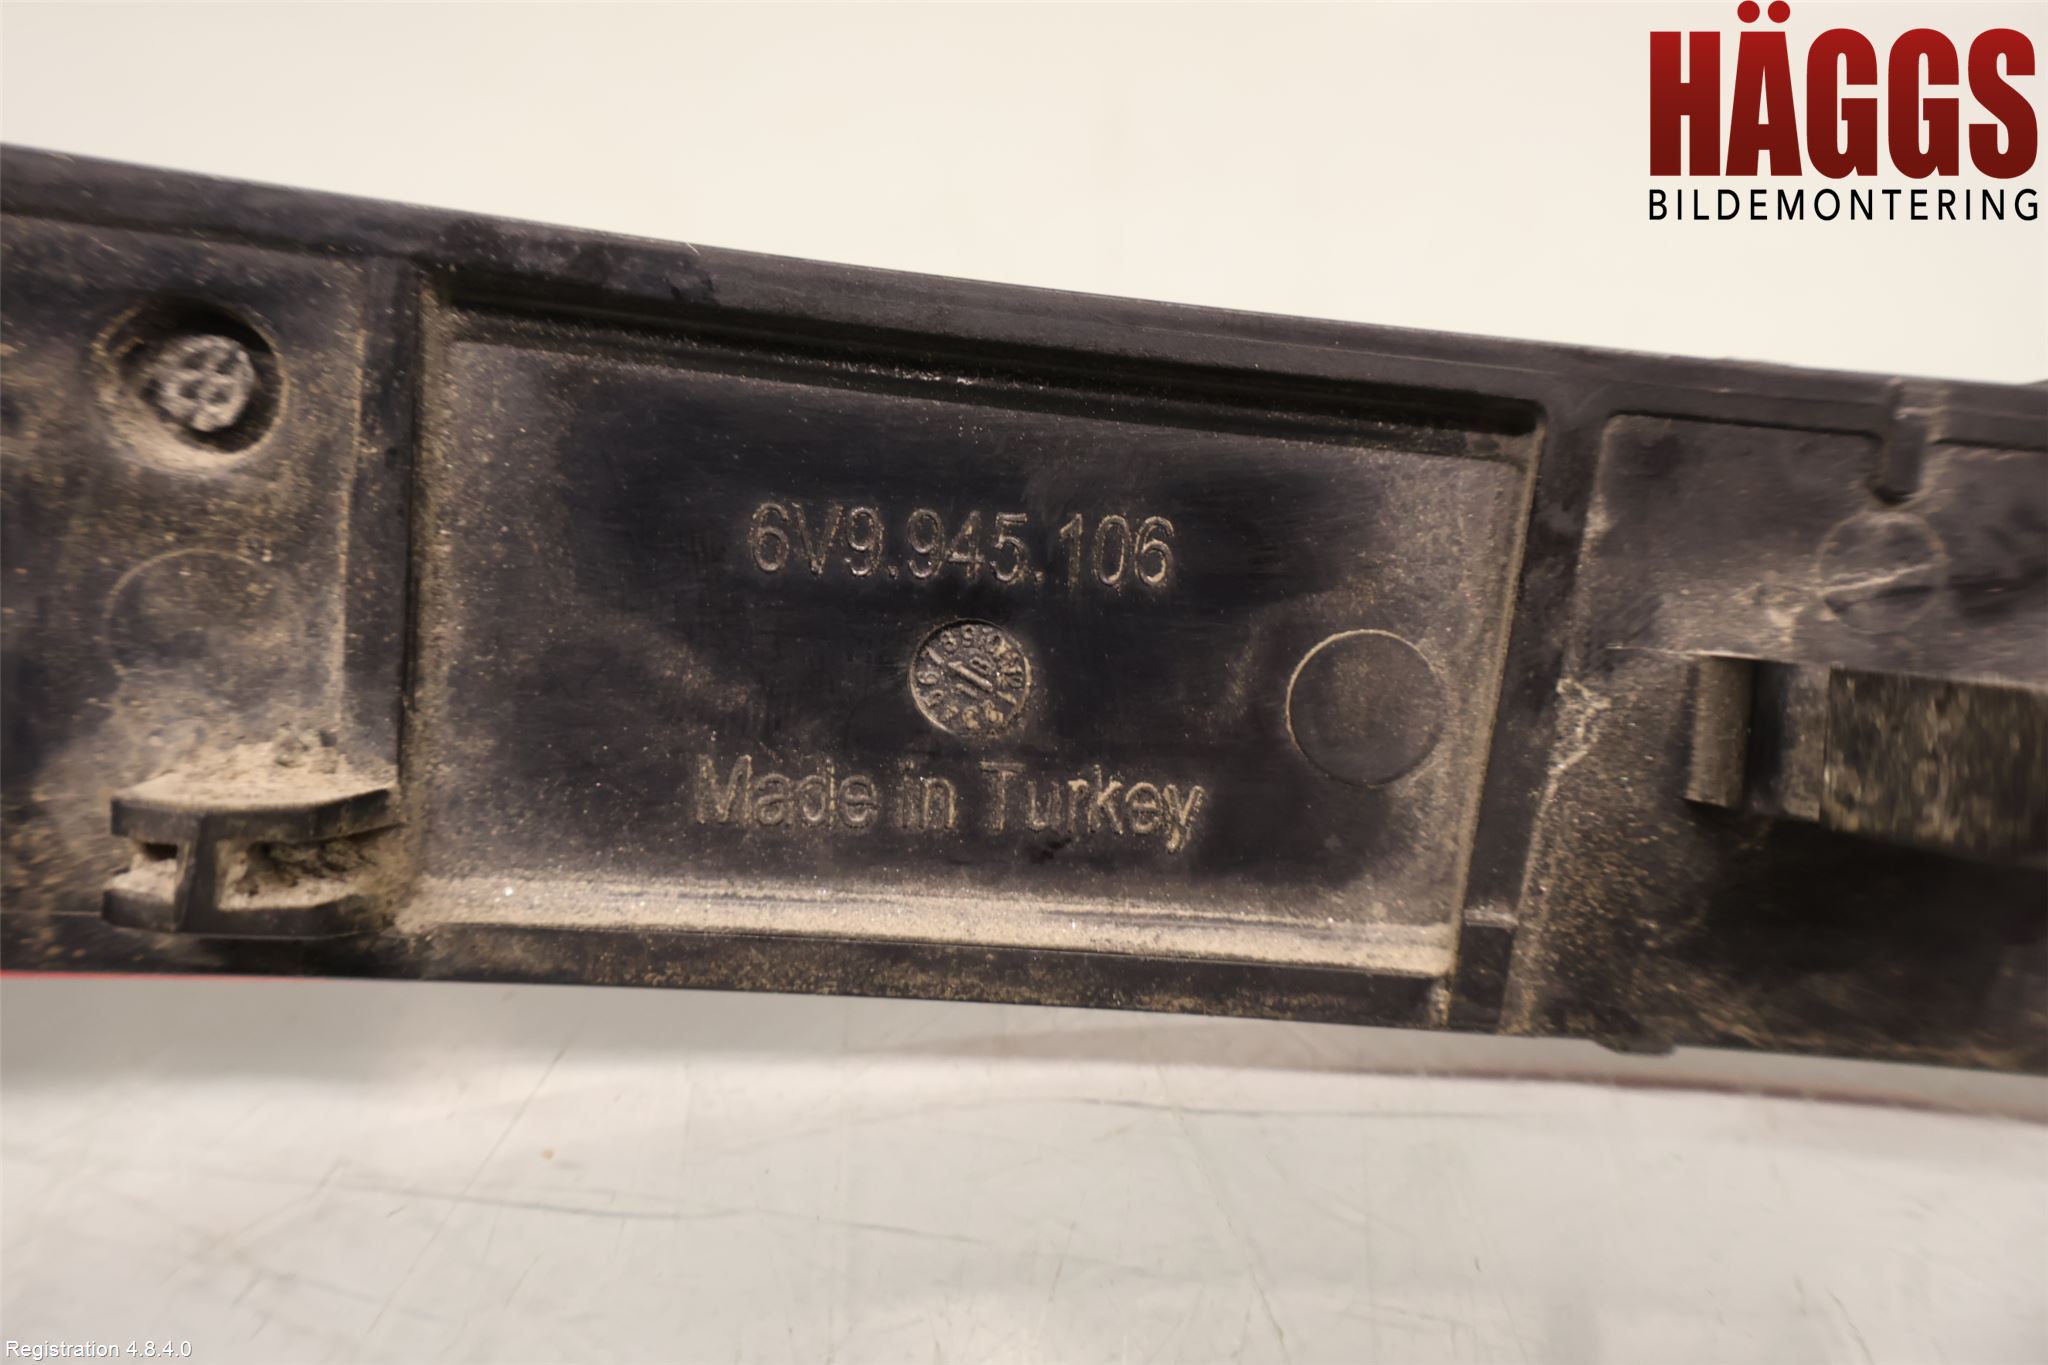 HÄGGS
BILDEMONTERING
6V9.945.106
Made in Turkey
Registration 4.8.4.0